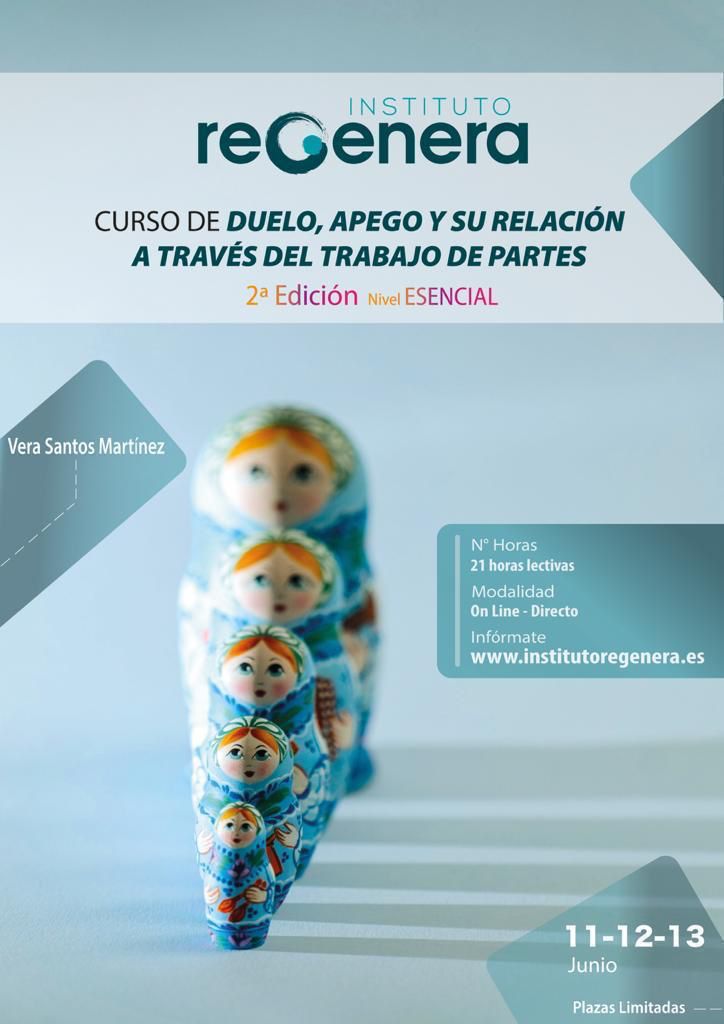 INSTITUTO
reGenera
CURSO DE DUELO, APEGO Y SU RELACIÓN
A TRAVÉS DEL TRABAJO DE PARTES
2ª Edición Nivel ESENCIAL
Vera Santos Martínez
N° Horas
21 horas lectivas
Modalidad
On Line - Directo
Infórmate
www.institutoregenera.es
11-12-13
Junio
Plazas Limitadas